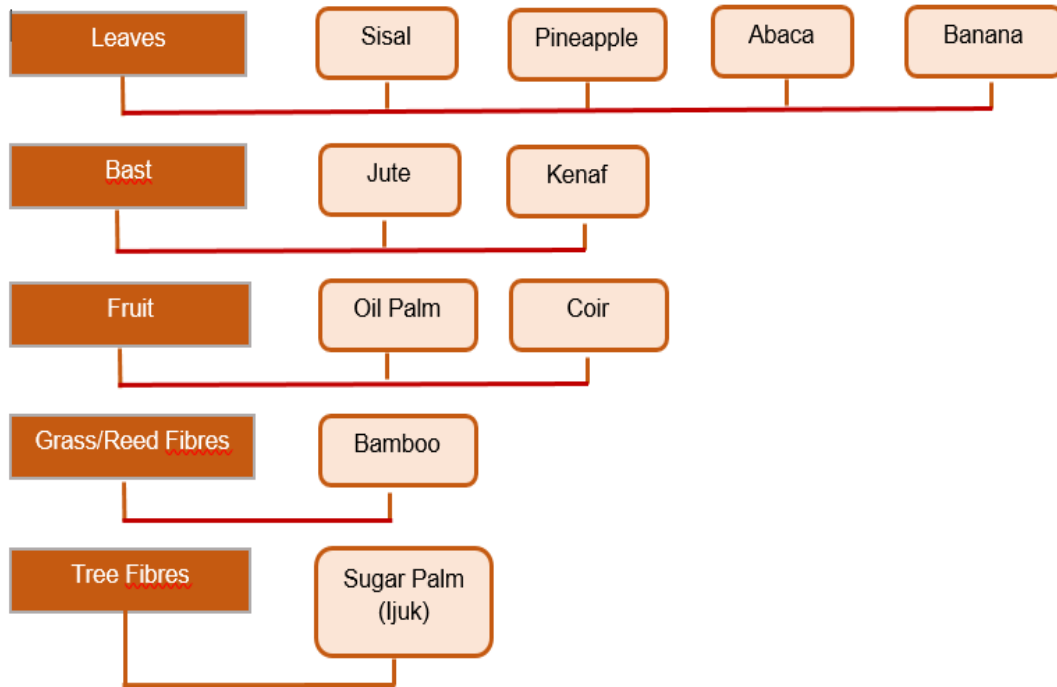 Leaves
Sisal
Pineapple
Abaca
Banana
Bast
Jute
Kenaf
Fruit
Oil Palm
Coir
Grass/Reed Fibres
Bamboo
Tree Fibres
Sugar Palm
(Ijuk)